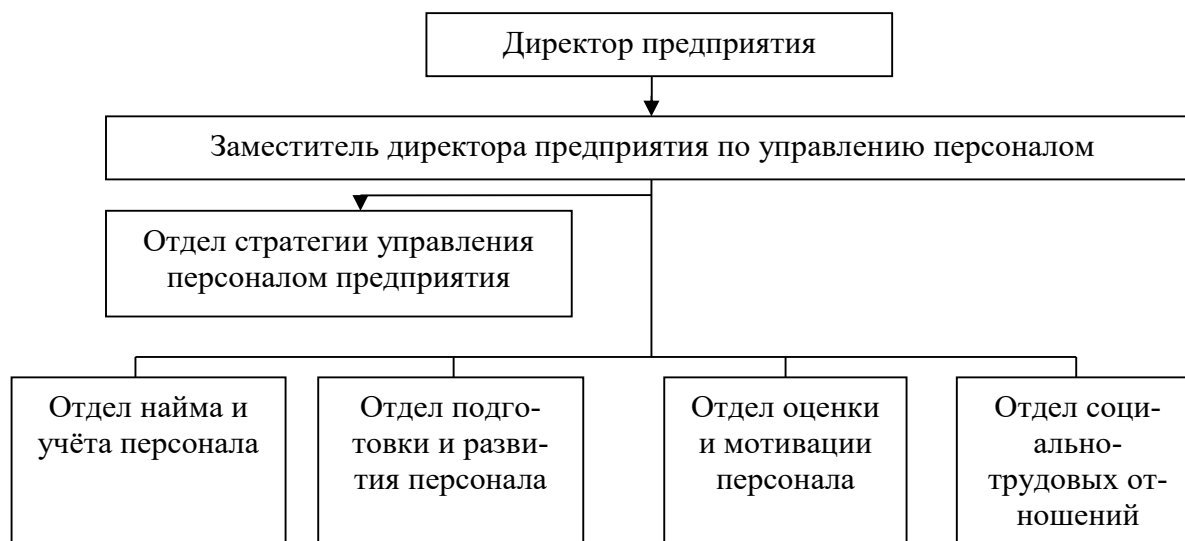 Директор предприятия
Заместитель директора предприятия по управлению персоналом
Отдел стратегии управления
персоналом предприятия
Отдел найма и
учёта персонала
Отдел подго-
товки и разви-
тия персонала
Отдел оценки
и мотивации
персонала
Отдел соци-
ально-
трудовых от-
ношений